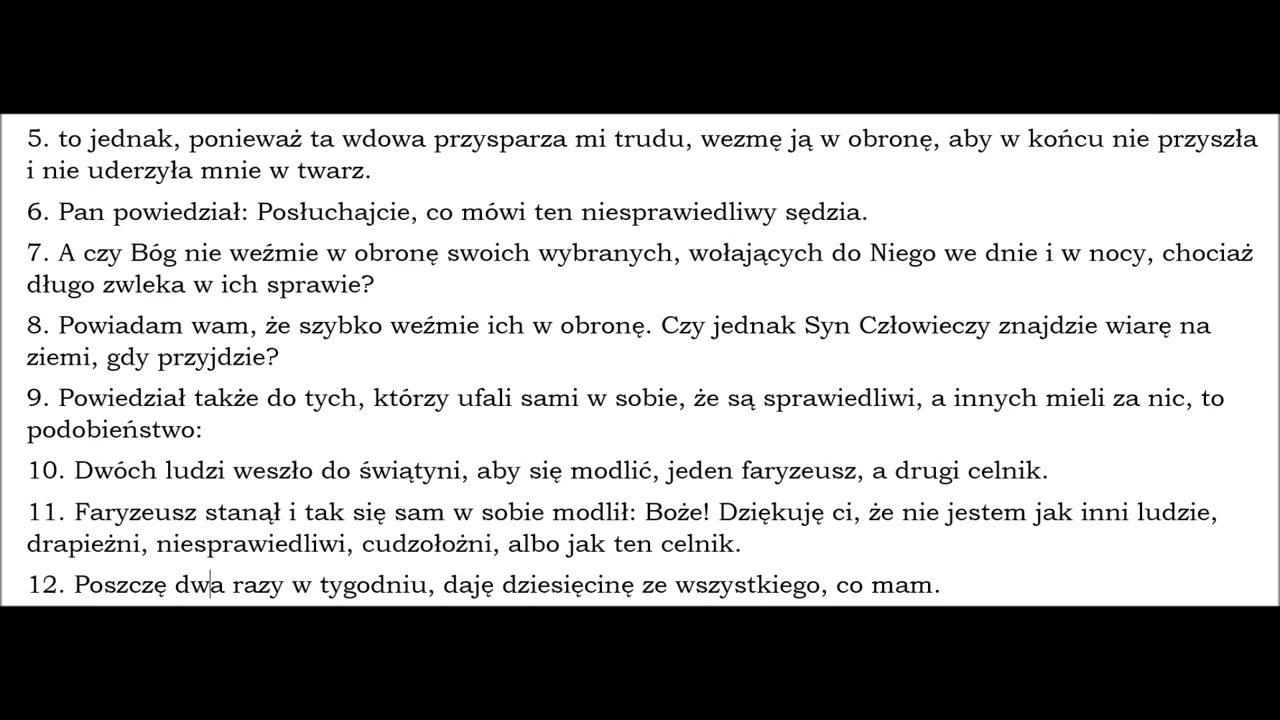 5. to jednak, ponieważ ta wdowa przysparza mi trudu, wezmę ją w obronę, aby w końcu nie przyszła
i nie uderzyła mnie w twarz.
6. Pan powiedział: Posłuchajcie, co mówi ten niesprawiedliwy sędzia.
7. A czy Bóg nie weźmie w obronę swoich wybranych, wołających do Niego we dnie i w nocy, chociaż
długo zwleka w ich sprawie?
8. Powiadam wam, że szybko weźmie ich w obronę. Czy jednak Syn Człowieczy znajdzie wiarę na
ziemi, gdy przyjdzie?
9. Powiedział także do tych, którzy ufali sami w sobie, że są sprawiedliwi, a innych mieli za nic, to
podobieństwo:
10. Dwóch ludzi weszło do świątyni, aby się modlić, jeden faryzeusz, a drugi celnik.
11. Faryzeusz stanął i tak się sam w sobie modlił: Boże! Dziękuję ci, że nie jestem jak inni ludzie,
drapieżni, niesprawiedliwi, cudzołożni, albo jak ten celnik.
12. Poszczę dwa razy w tygodniu, daję dziesięcinę ze wszystkiego, co mam.